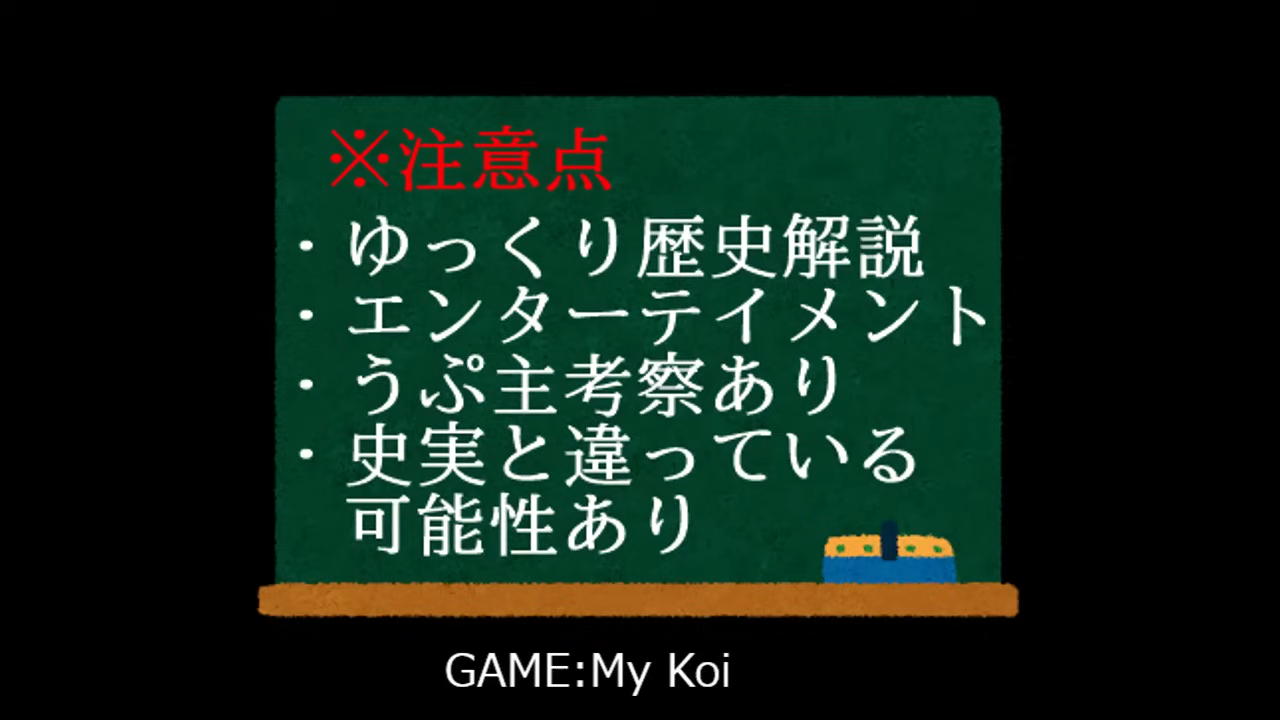 ※注意点
・ゆっくり歴史解説
・エンターテイメント
・うぷ主考察あり
・史実と違っている
可能性あり
GAME:My Koi